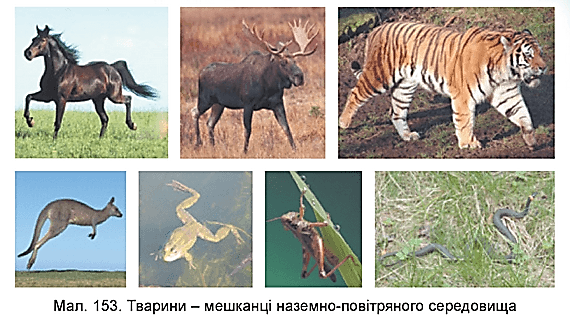 Мал. 153. Тварини – мешканці наземно-повітряного середовища